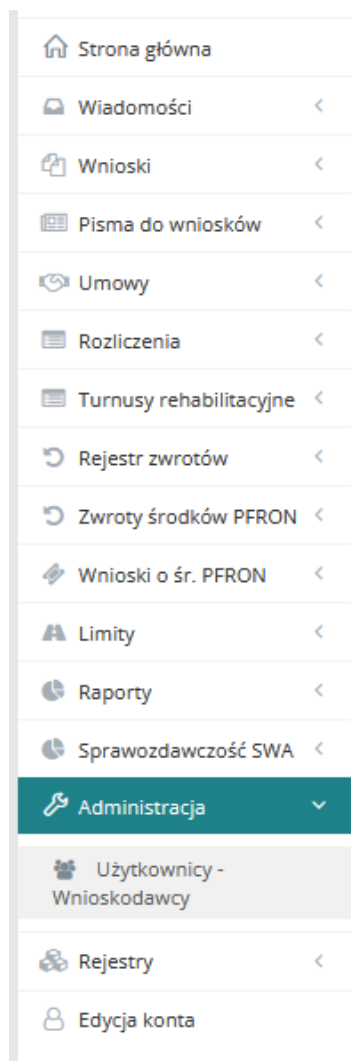 Strona główna
Wiadomości
Wnioski
Pisma do wniosków
Umowy
Rozliczenia
Turnusy rehabilitacyjne
Rejestr zwrotów
Zwroty środków PFRON
Wnioski o śr. PFRON
Limity
Raporty
Sprawozdawczość SWA
Administracja
Użytkownicy -
Wnioskodawcy
Rejestry
Edycja konta